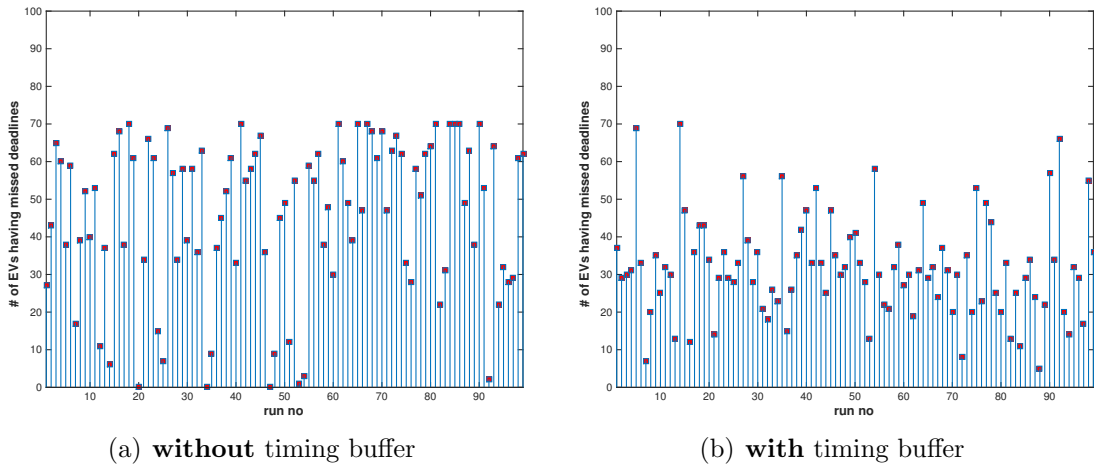 100
90
80
70
60
50
40
30
20
10
0
# of EVs having missed deadlines
10 20 30 40 50 60 70 80 90
run no
(a) without timing buffer
100
90
80
70
60
50
40
30
20
10
0
# of EVs having missed deadlines
10 20 30 40 50 60 70 80 90
run no
(b) with timing buffer